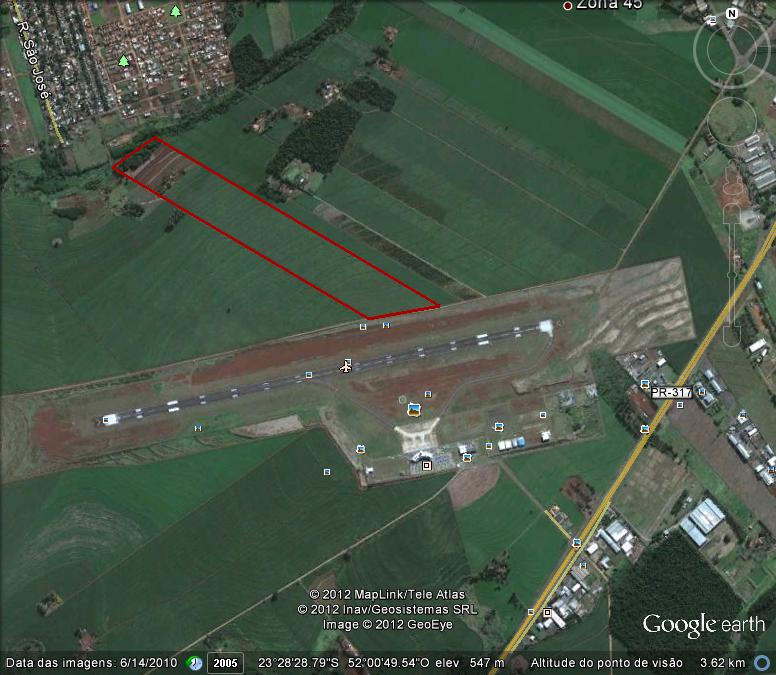 Zona 45
N
R. São José
PR-317
© 2012 MapLink/Tele Atlas
© 2012 Inav/Geosistemas SRL
Image © 2012 GeoEye
Google earth
Data das imagens: 6/14/2010 2005 23°28'28.79"S 52°00'49.54"O elev 547 m Altitude do ponto de visão 3.62 km